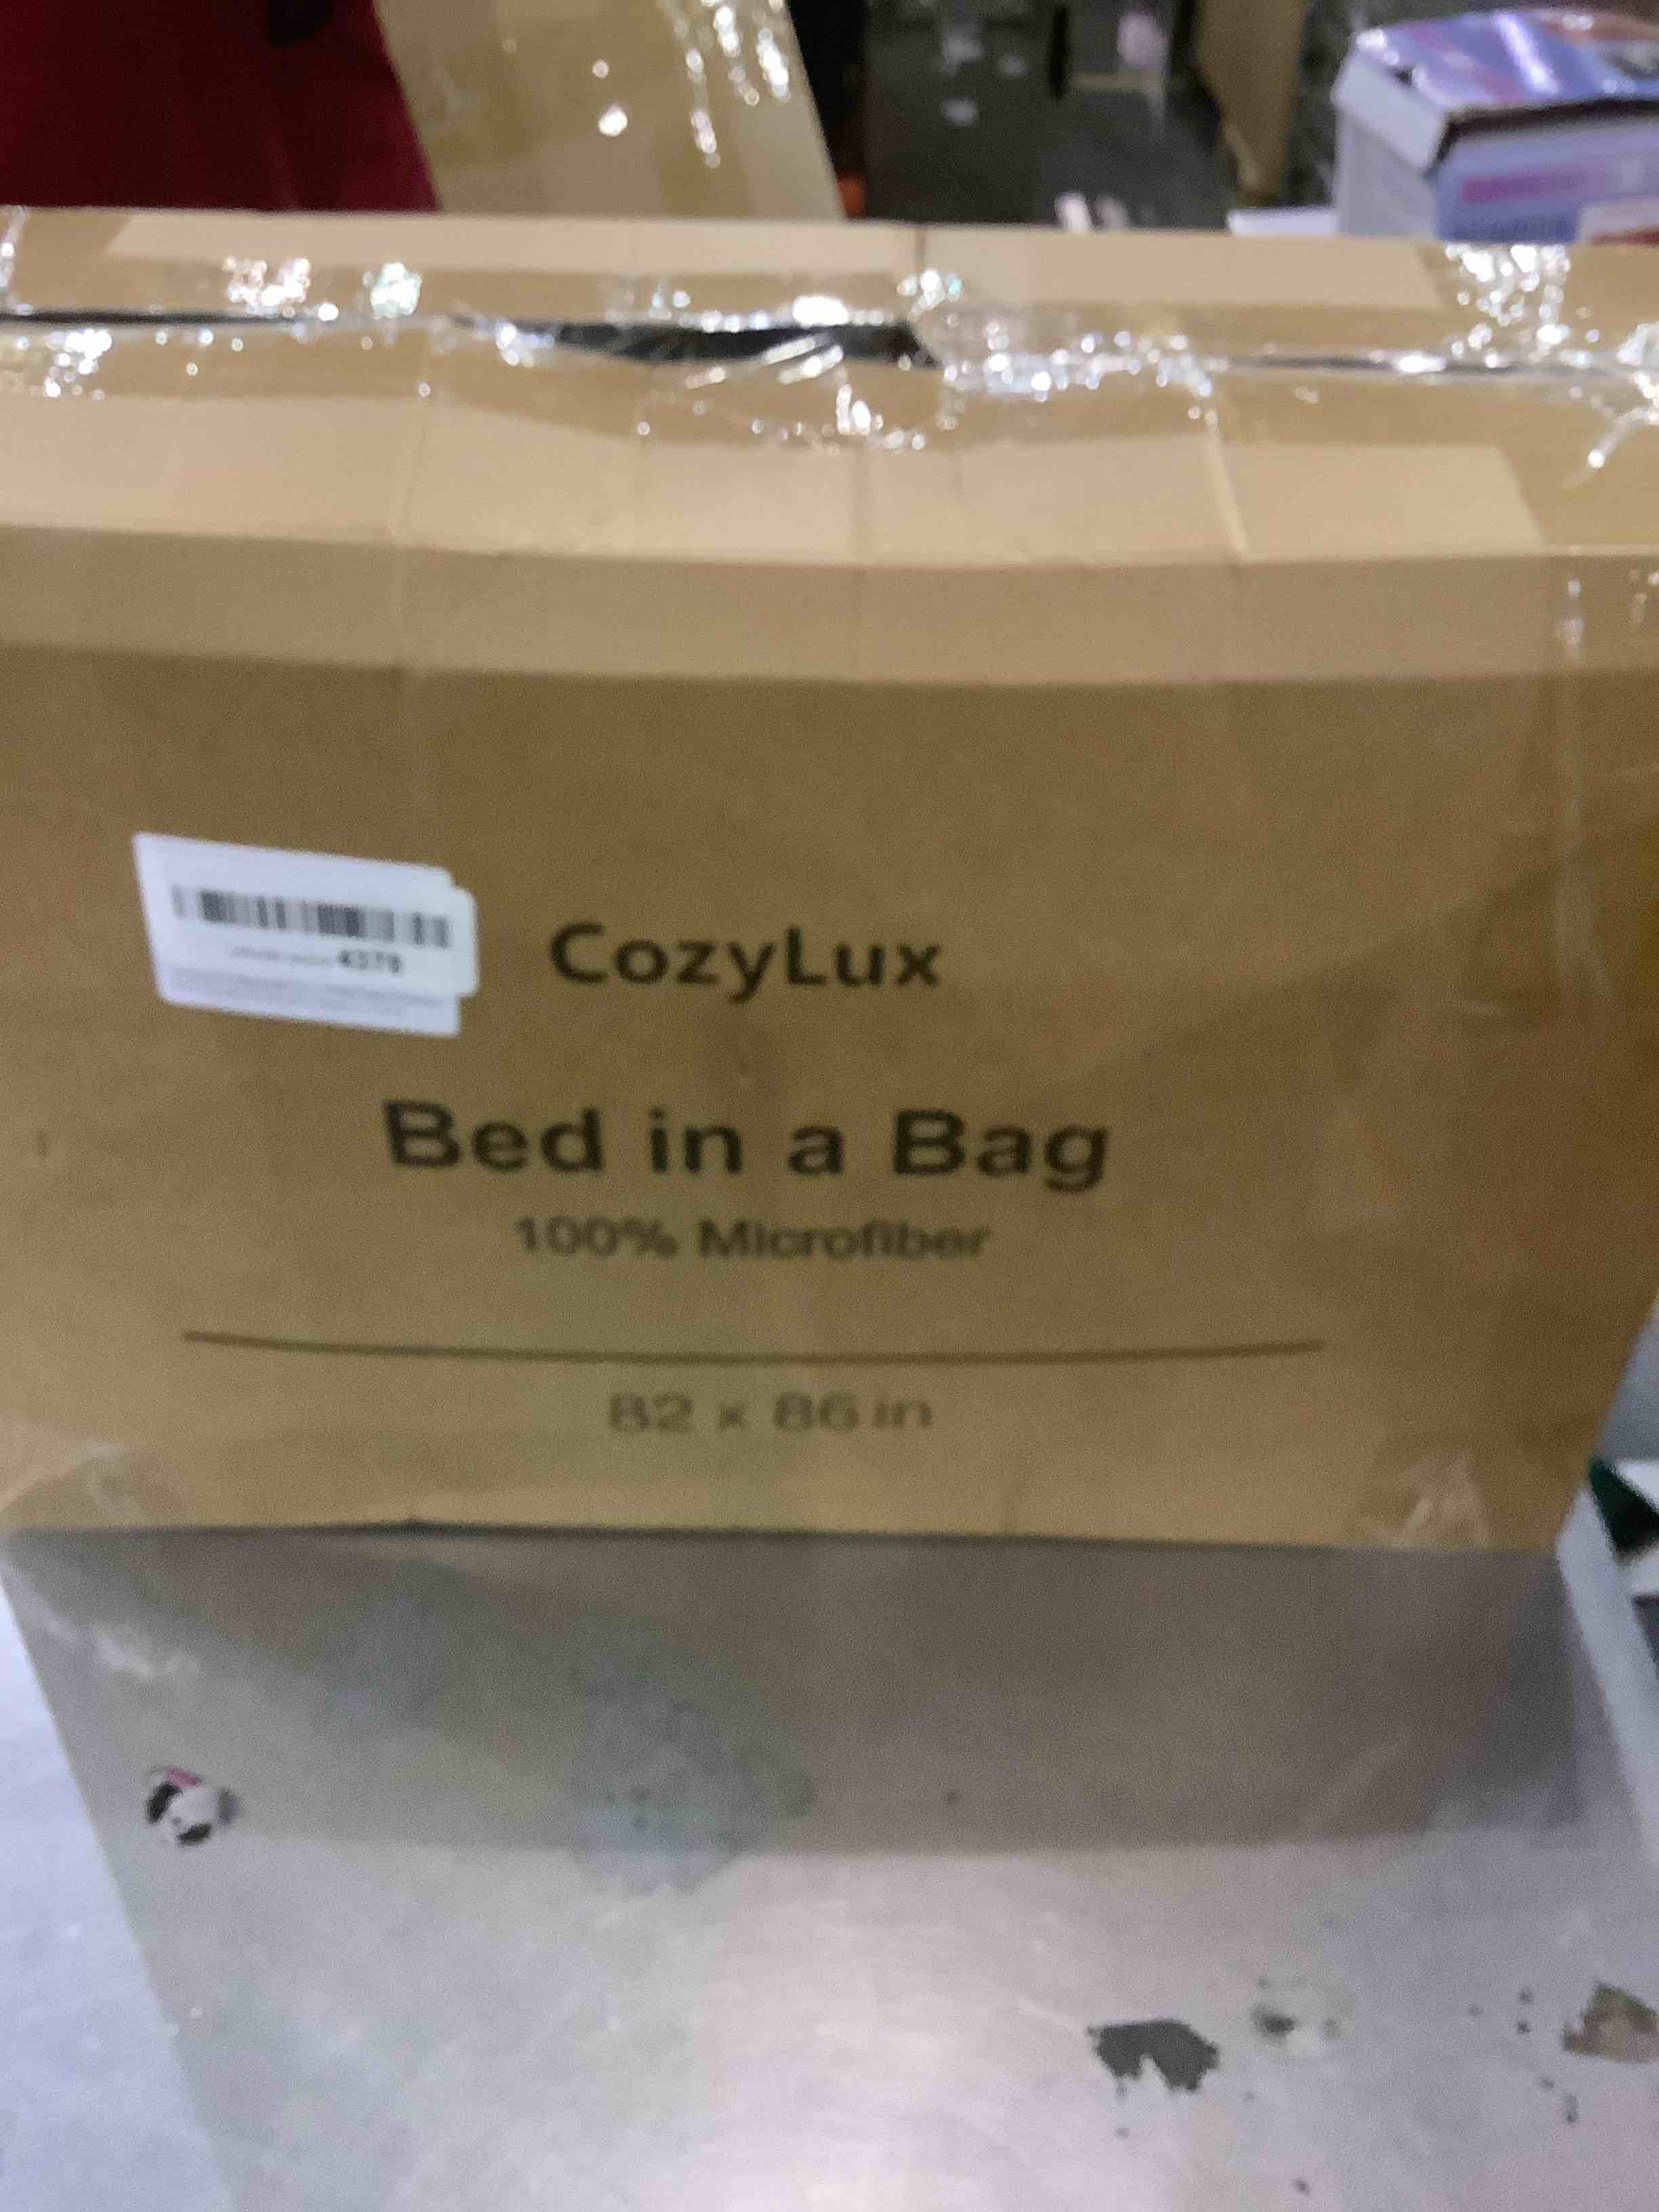 CozyLux
Bed in a Bag
100% Microfiber
82 x 86 in